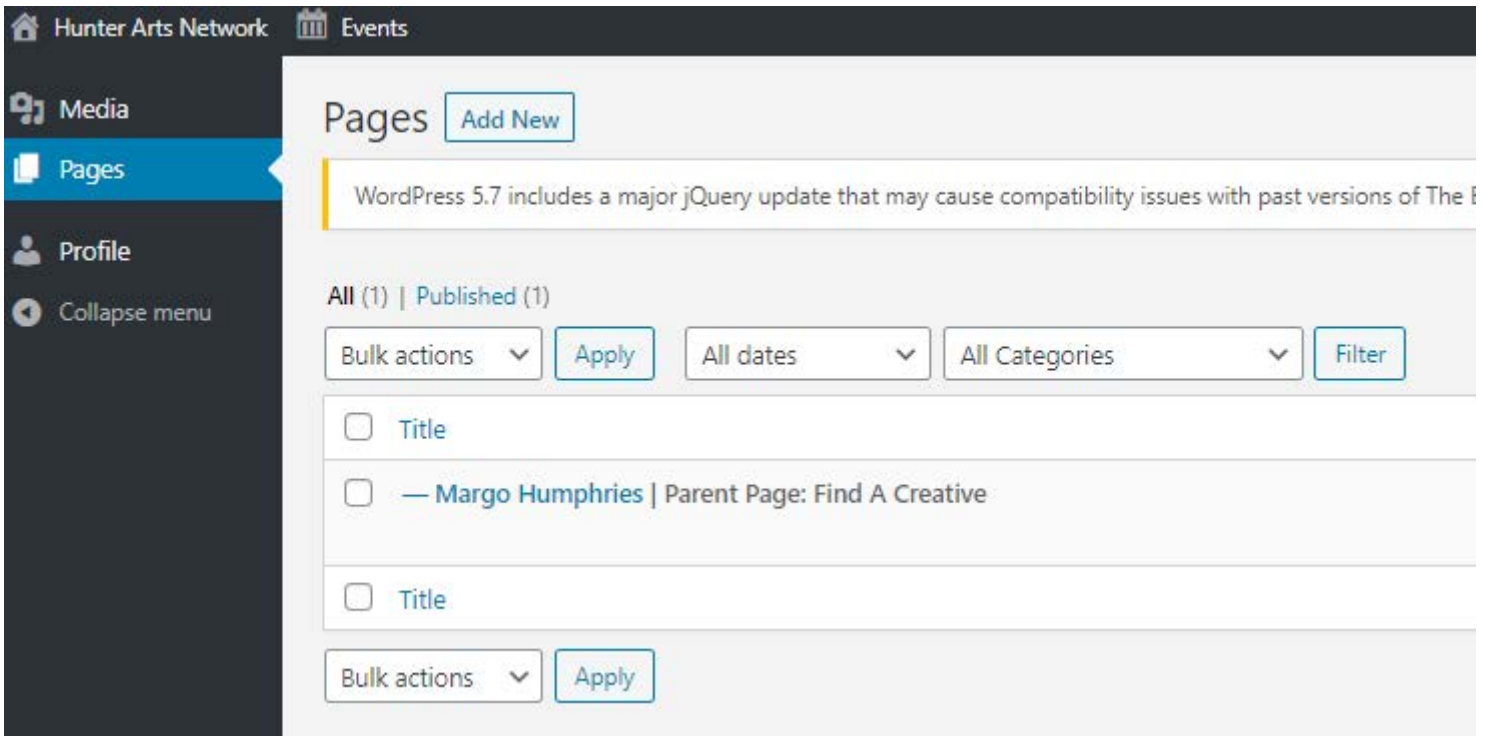 Hunter Arts Network Events
Media
Pages
Profile
Collapse menu
Pages Add New
WordPress 5.7 includes a major jQuery update that may cause compatibility issues with past versions of The
All (1) | Published (1)
Bulk actions Apply All dates All Categories Filter
Title
— Margo Humphries | Parent Page: Find A Creative
Title
Bulk actions Apply